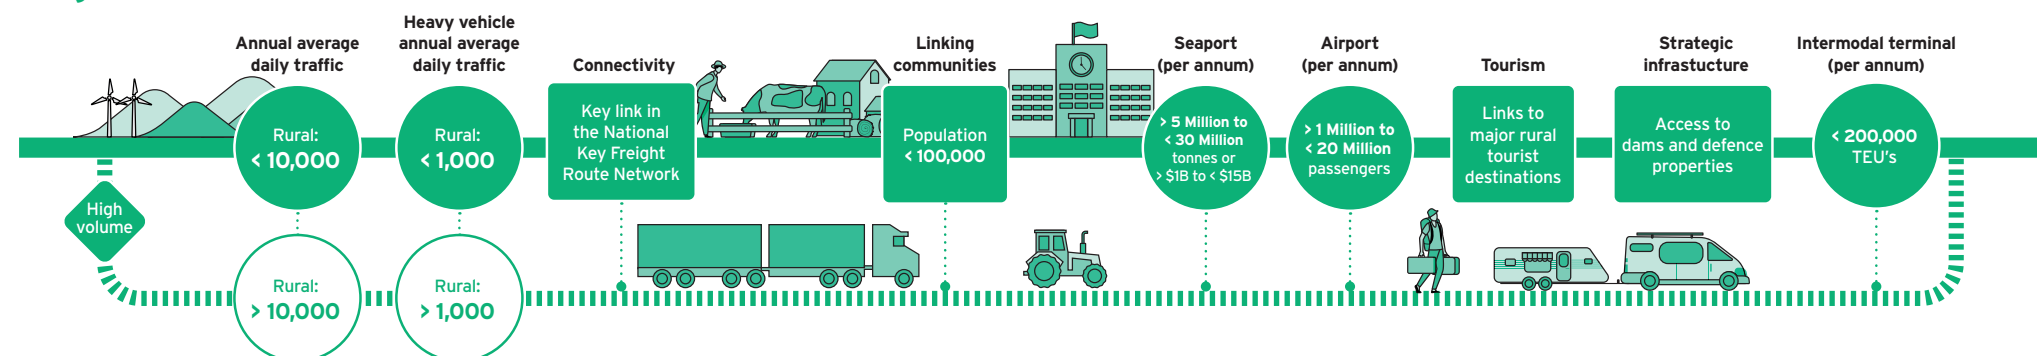 Annual average
daily traffic
Rural:
< 10,000
Heavy vehicle
annual average
daily traffic
Rural:
< 1,000
Connectivity
Key link in
the National
Key Freight
Route Network
Linking
communities
Population
< 100,000
Seaport
(per annum)
> 5 Million to
< 30 Million
tonnes or
> $1B to < $15B
Airport
(per annum)
> 1 Million to
< 20 Million
passengers
Tourism
Links to
major rural
tourist
destinations
Strategic
infrastucture
Access to
dams and defence
properties
Intermodal terminal
(per annum)
< 200,000
TEU's
High
volume
Rural:
> 10,000
Rural:
> 1,000